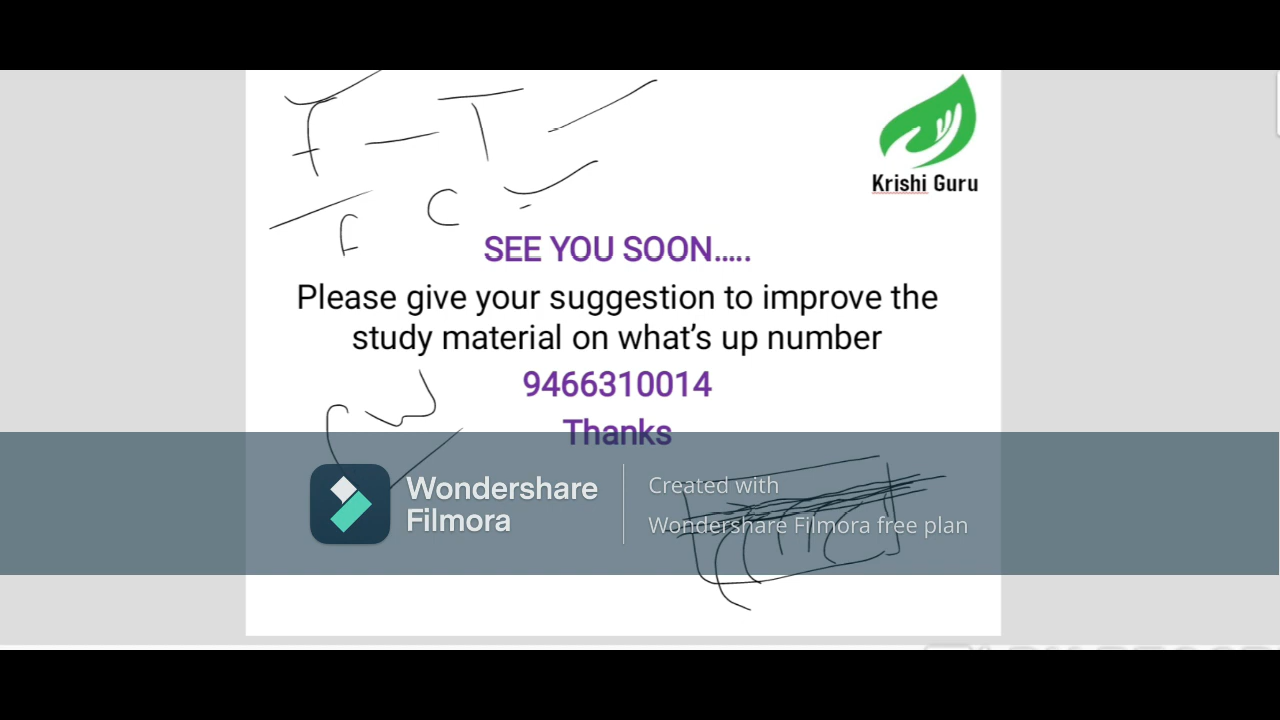 Krishi Guru
SEE YOU SOON.....
Please give your suggestion to improve the
study material on what's up number
9466310014
Thanks
Wondershare
Filmora
Created with
Wondershare Filmora free plan